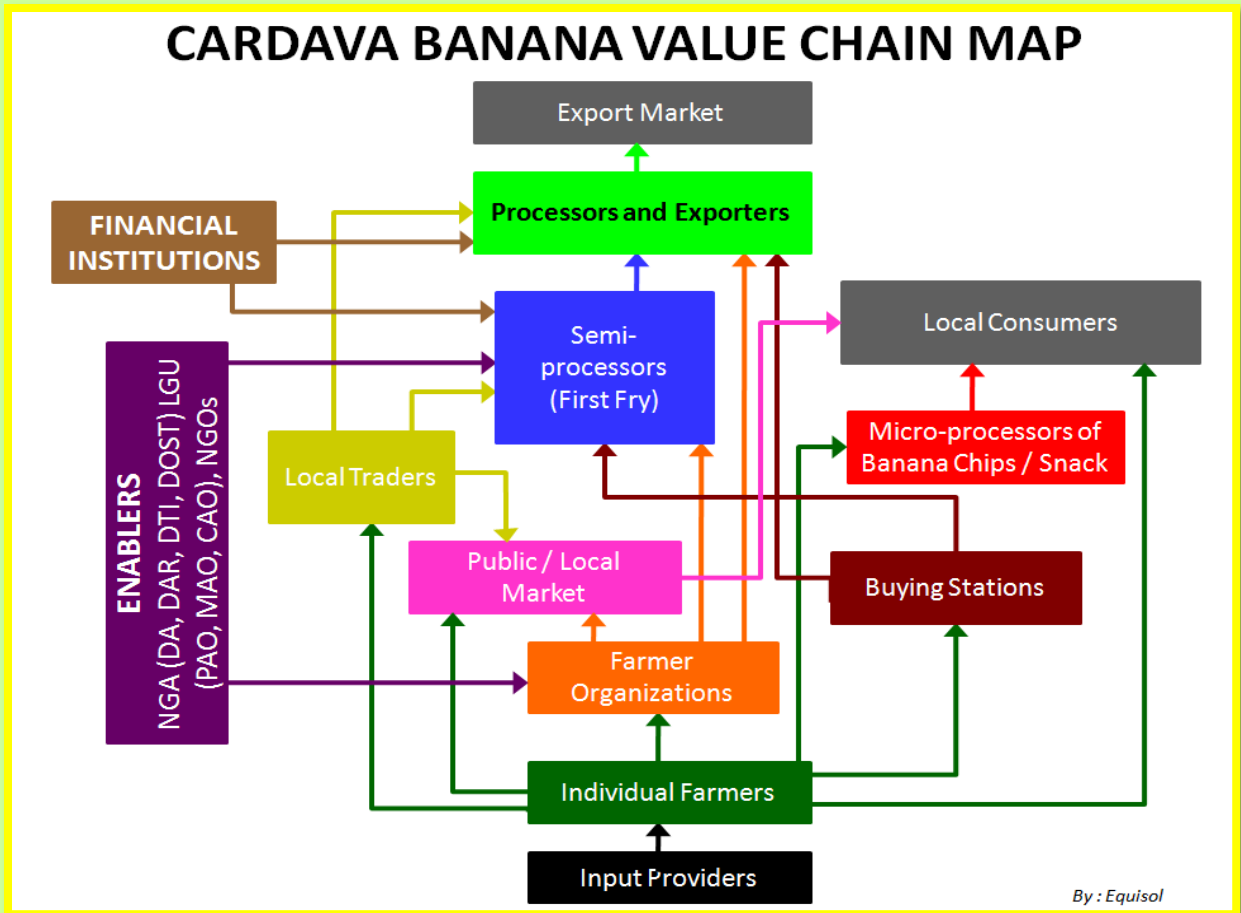 CARDAVA BANANA VALUE CHAIN MAP
Export Market
Processors and Exporters
FINANCIAL
INSTITUTIONS
Semi-
processors
(First Fry)
Local Consumers
ENABLERS
NGA (DA, DAR, DTI, DOST) LGU
(PAO, MAO, CAO), NGOs
Local Traders
Micro-processors of
Banana Chips / Snack
Public / Local
Market
Buying Stations
Farmer
Organizations
Individual Farmers
Input Providers
By : Equisol